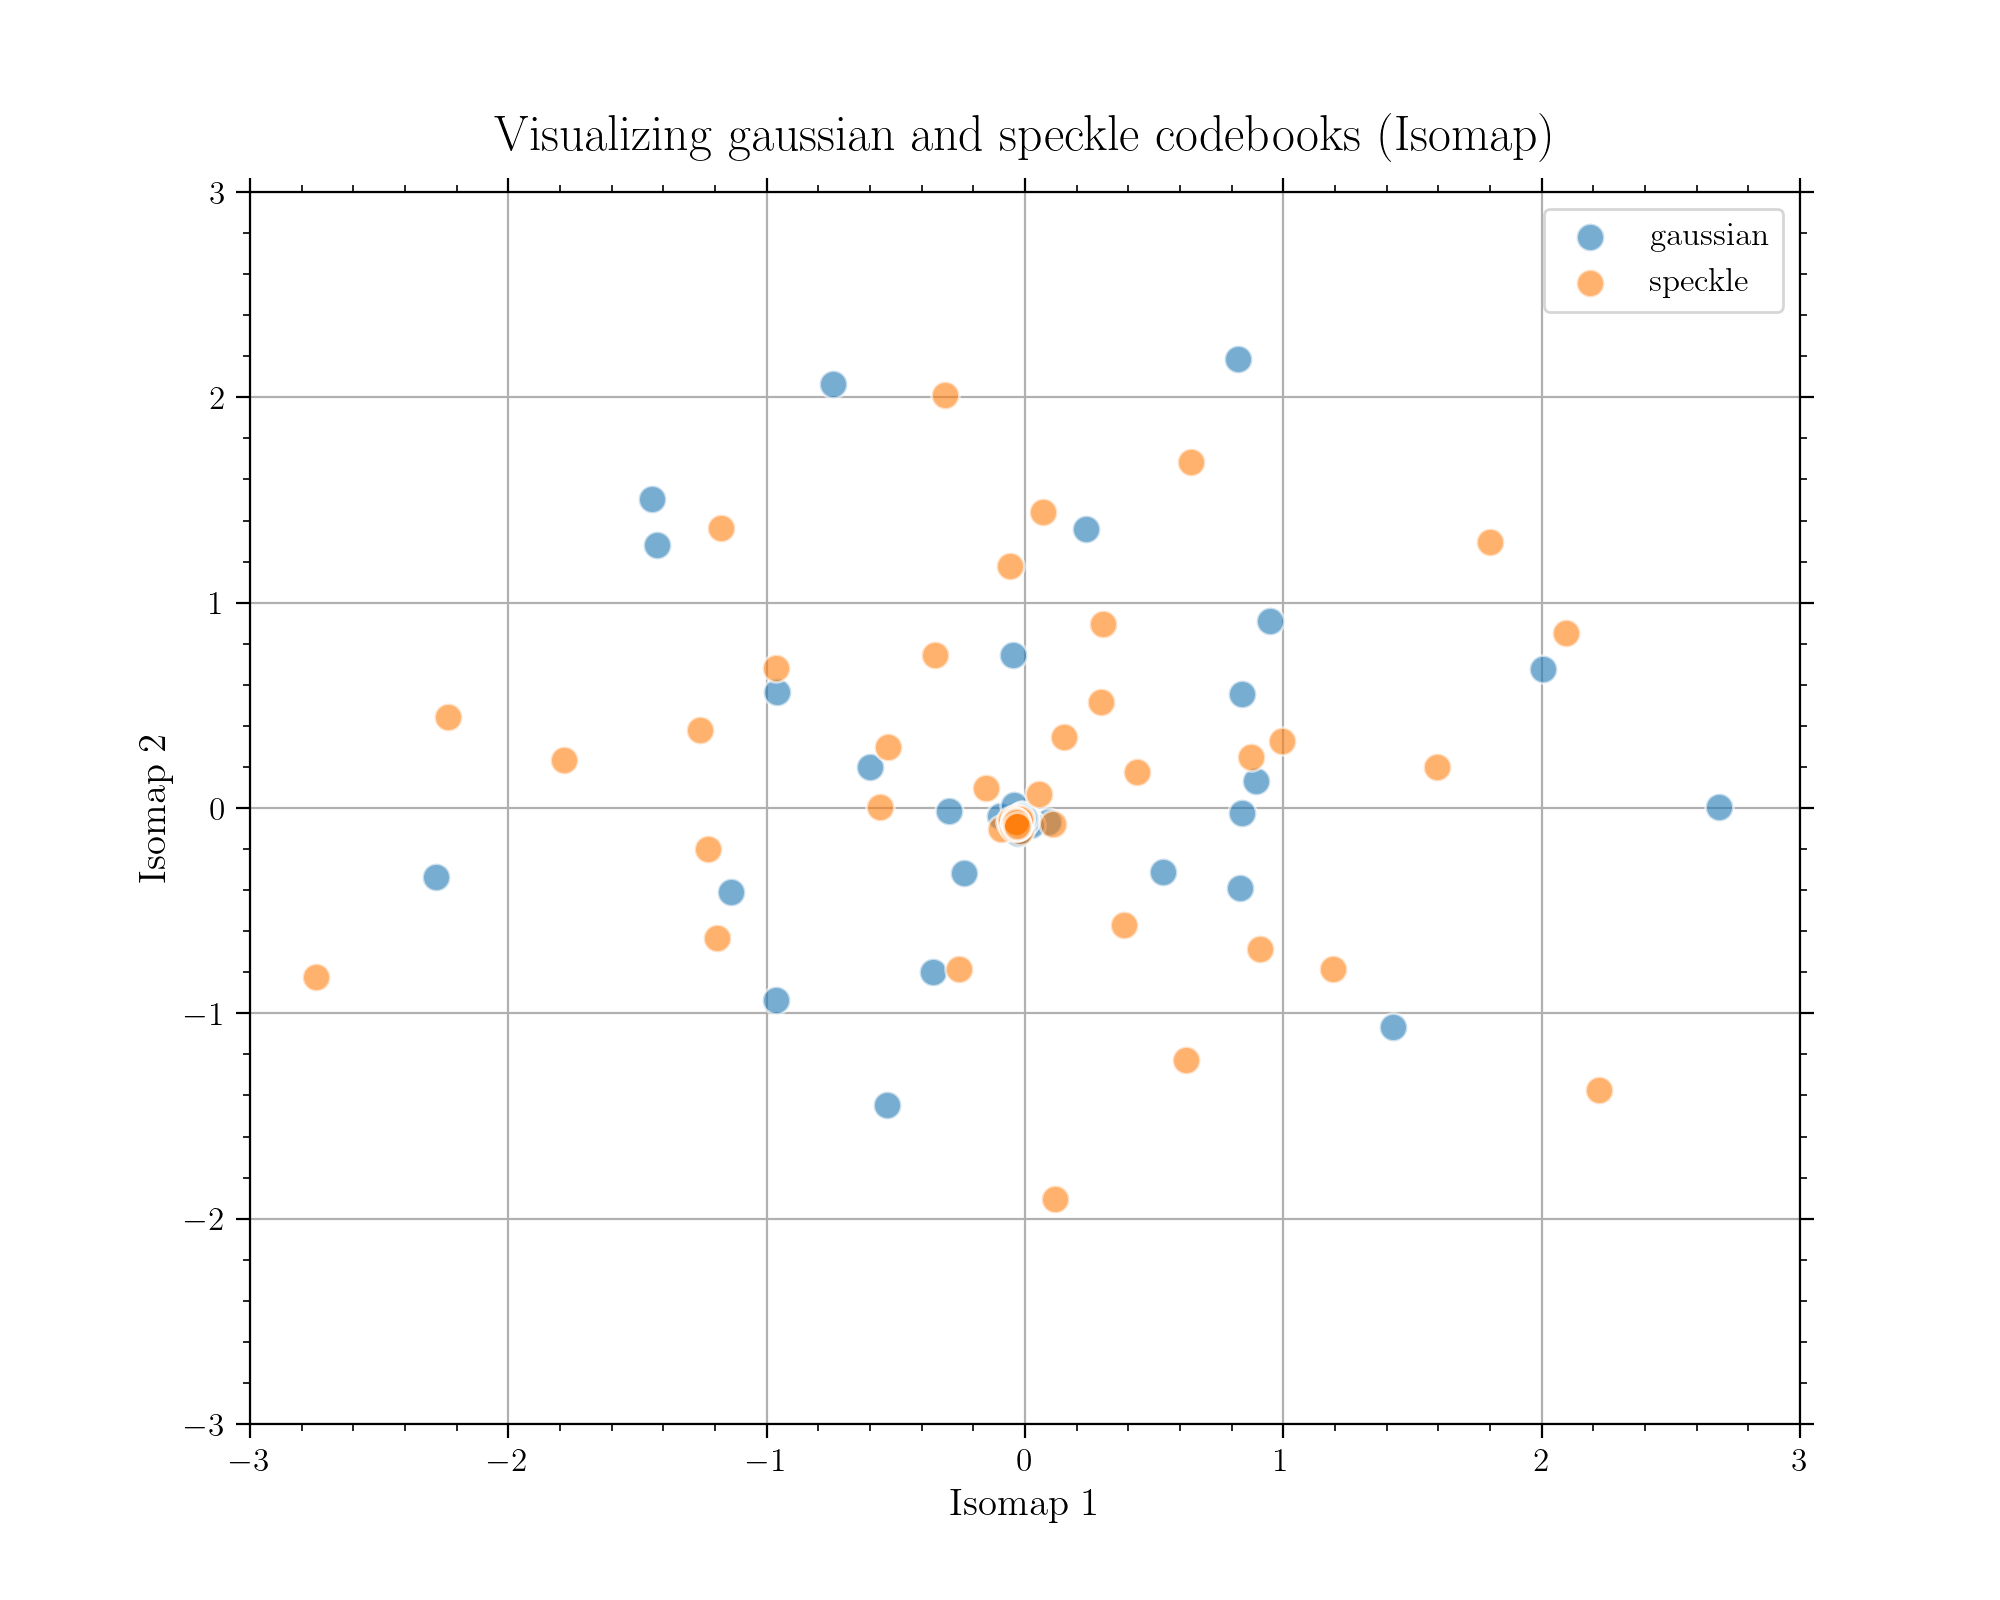 Visualizing gaussian and speckle codebooks (Isomap)
gaussian
speckle
3
2
1
0
−1
−2
−3
Isomap 2
−3 −2 −1 0 1 2 3
Isomap 1